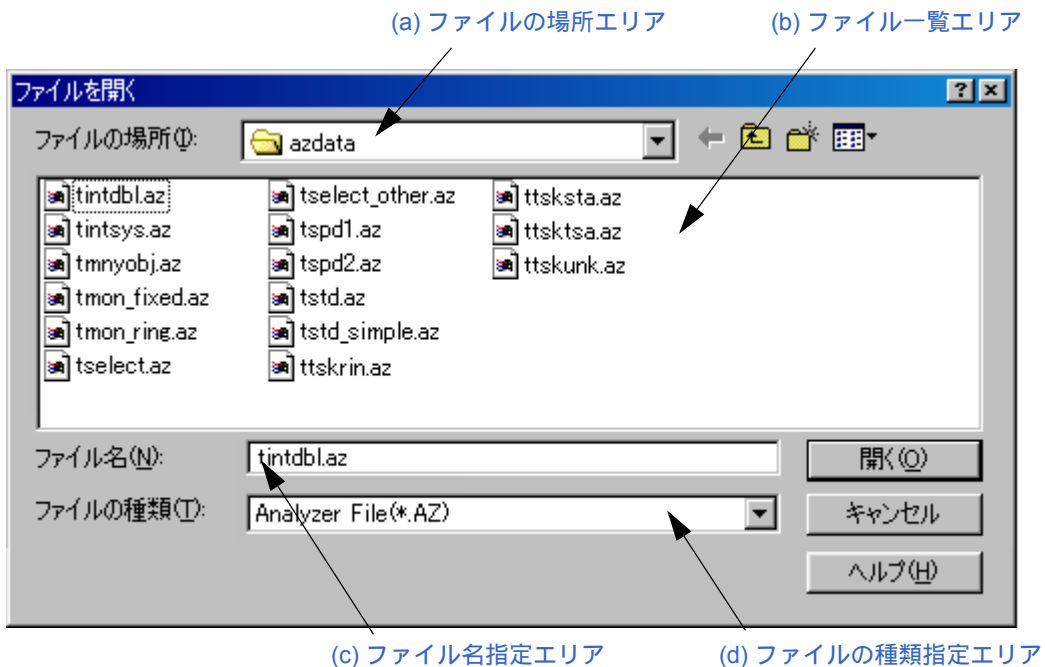 (a) ファイルの場所エリア
(b) ファイル一覧エリア
ファイルを開く
ファイルの場所(I):
azdata
tintdbl.az
tintsys.az
tmnyobj.az
tmon_fixed.az
tmon_ring.az
tselect.az
tselect_other.az
tspd1.az
tspd2.az
tstd.az
tstd_simple.az
ttskrin.az
ttsksta.az
ttsktsa.az
ttskunk.az
ファイル名(N):
tintdbl.az
開く(O)
ファイルの種類(T):
Analyzer File(*.AZ)
キャンセル
ヘルプ(H)
(c) ファイル名指定エリア
(d) ファイルの種類指定エリア